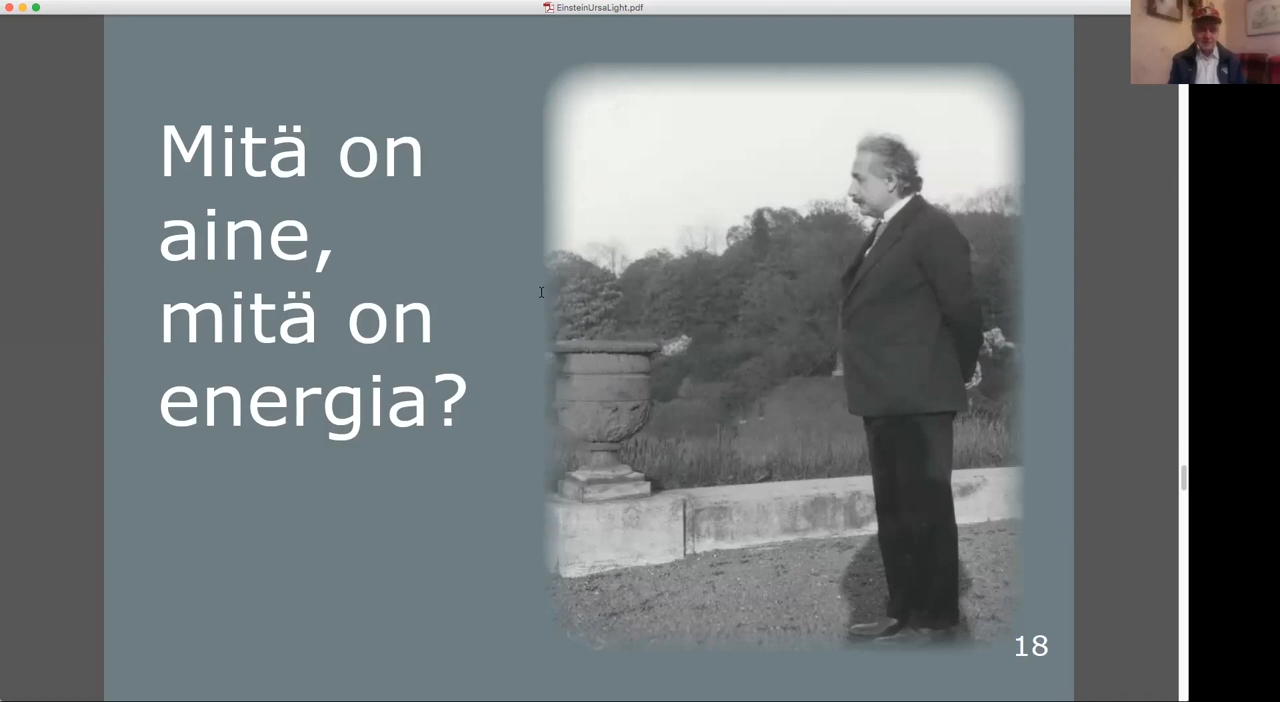 EinsteinUrsaLight.pdf
Mitä on
aine,
mitä on
energia?
18